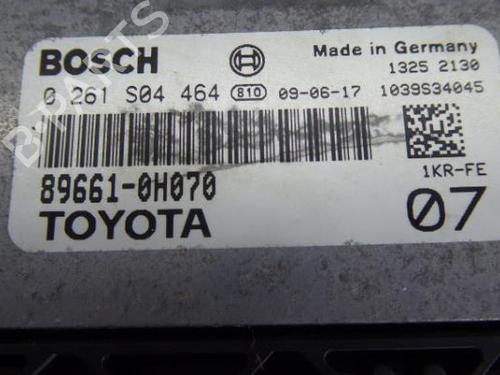 BOSCH
Made in Germany
1325 2130
0 261 S04 464 810 09-06-17 1039S34045
89661-0H070
1KR-FE
TOYOTA
07
B-PARTS